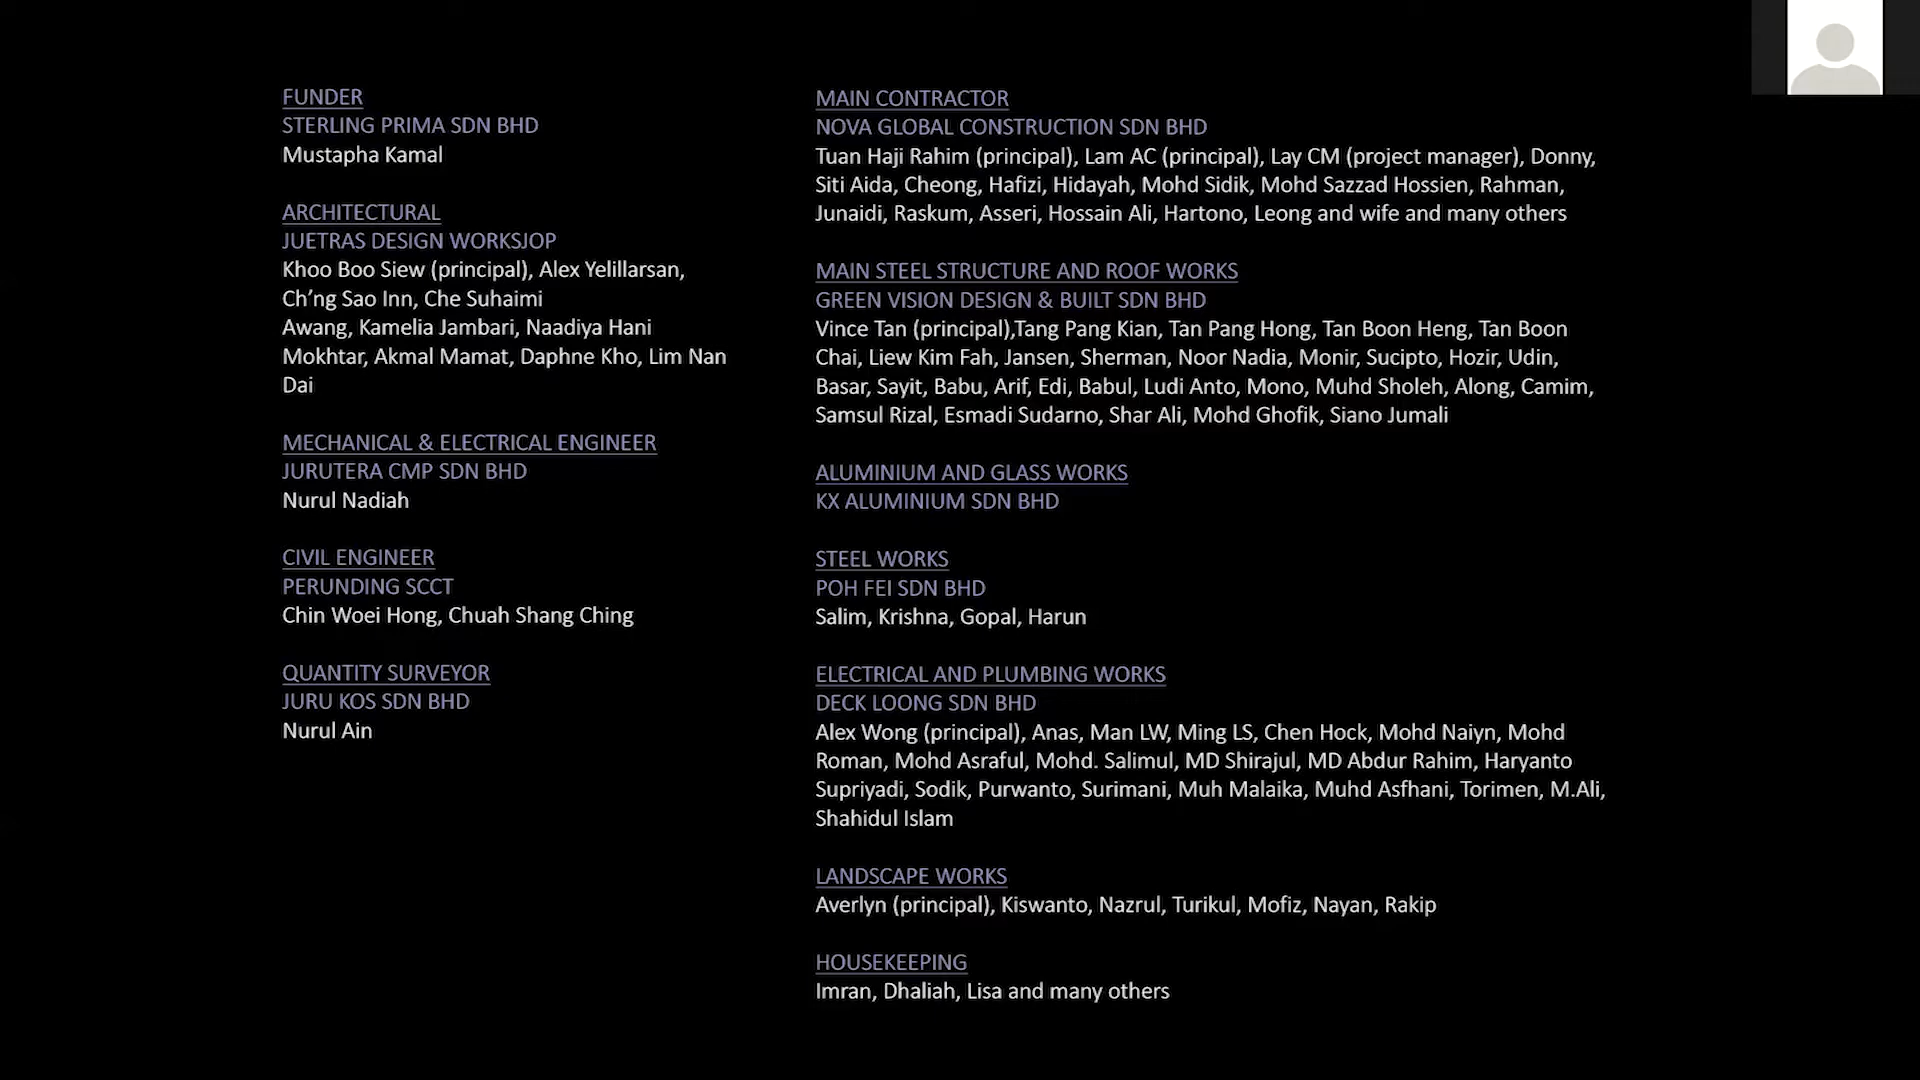 FUNDER
STERLING PRIMA SDN BHD
Mustapha Kamal
ARCHITECTURAL
JUETRAS DESIGN WORKSJOP
Khoo Boo Siew (principal), Alex Yelillarsan,
Ch’ng Sao Inn, Che Suhaimi
Awang, Kamelia Jambari, Naadiya Hani
Mokhtar, Akmal Mamat, Daphne Kho, Lim Nan
Dai
MECHANICAL & ELECTRICAL ENGINEER
JURUTERA CMP SDN BHD
Nurul Nadiah
CIVIL ENGINEER
PERUNDING SCCT
Chin Woei Hong, Chuah Shang Ching
QUANTITY SURVEYOR
JURU KOS SDN BHD
Nurul Ain
MAIN CONTRACTOR
NOVA GLOBAL CONSTRUCTION SDN BHD
Tuan Haji Rahim (principal), Lam AC (principal), Lay CM (project manager), Donny,
Siti Aida, Cheong, Hafizi, Hidayah, Mohd Sidik, Mohd Sazzad Hossien, Rahman,
Junaidi, Raskum, Asseri, Hossain Ali, Hartono, Leong and wife and many others
MAIN STEEL STRUCTURE AND ROOF WORKS
GREEN VISION DESIGN & BUILT SDN BHD
Vince Tan (principal),Tang Pang Kian, Tan Pang Hong, Tan Boon Heng, Tan Boon
Chai, Liew Kim Fah, Jansen, Sherman, Noor Nadia, Monir, Sucipto, Hozir, Udin,
Basar, Sayit, Babu, Arif, Edi, Babul, Ludi Anto, Mono, Muhd Sholeh, Along, Camim,
Samsul Rizal, Esmadi Sudarno, Shar Ali, Mohd Ghofik, Siano Jumali
ALUMINIUM AND GLASS WORKS
KX ALUMINIUM SDN BHD
STEEL WORKS
POH FEI SDN BHD
Salim, Krishna, Gopal, Harun
ELECTRICAL AND PLUMBING WORKS
DECK LOONG SDN BHD
Alex Wong (principal), Anas, Man LW, Ming LS, Chen Hock, Mohd Naiyn, Mohd
Roman, Mohd Asraful, Mohd. Salimul, MD Shirajul, MD Abdur Rahim, Haryanto
Supriyadi, Sodik, Purwanto, Surimani, Muh Malaika, Muhd Asfhani, Torimen, M.Ali,
Shahidul Islam
LANDSCAPE WORKS
Averlyn (principal), Kiswanto, Nazrul, Turikul, Mofiz, Nayan, Rakip
HOUSEKEEPING
Imran, Dhaliah, Lisa and many others